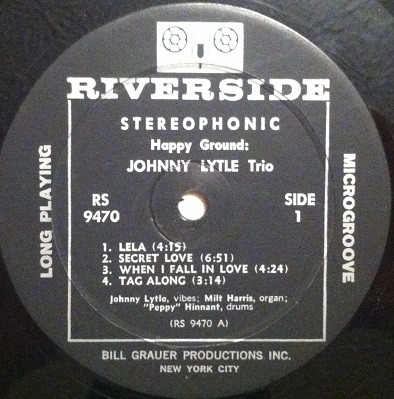 RIVERSIDE
STEREOPHONIC
Happy Ground:
JOHNNY LYTLE Trio
RS
9470
SIDE
1
LONG PLAYING
MICROGROOVE
1. LELA (4:15)
2. SECRET LOVE (6:51)
3. WHEN I FALL IN LOVE (4:24)
4. TAG ALONG (3:14)
Johnny Lytle, vibes; Milt Harris, organ;
"Peppy" Hinnant, drums
(RS 9470 A)
BILL GRAUER PRODUCTIONS INC.
NEW YORK CITY